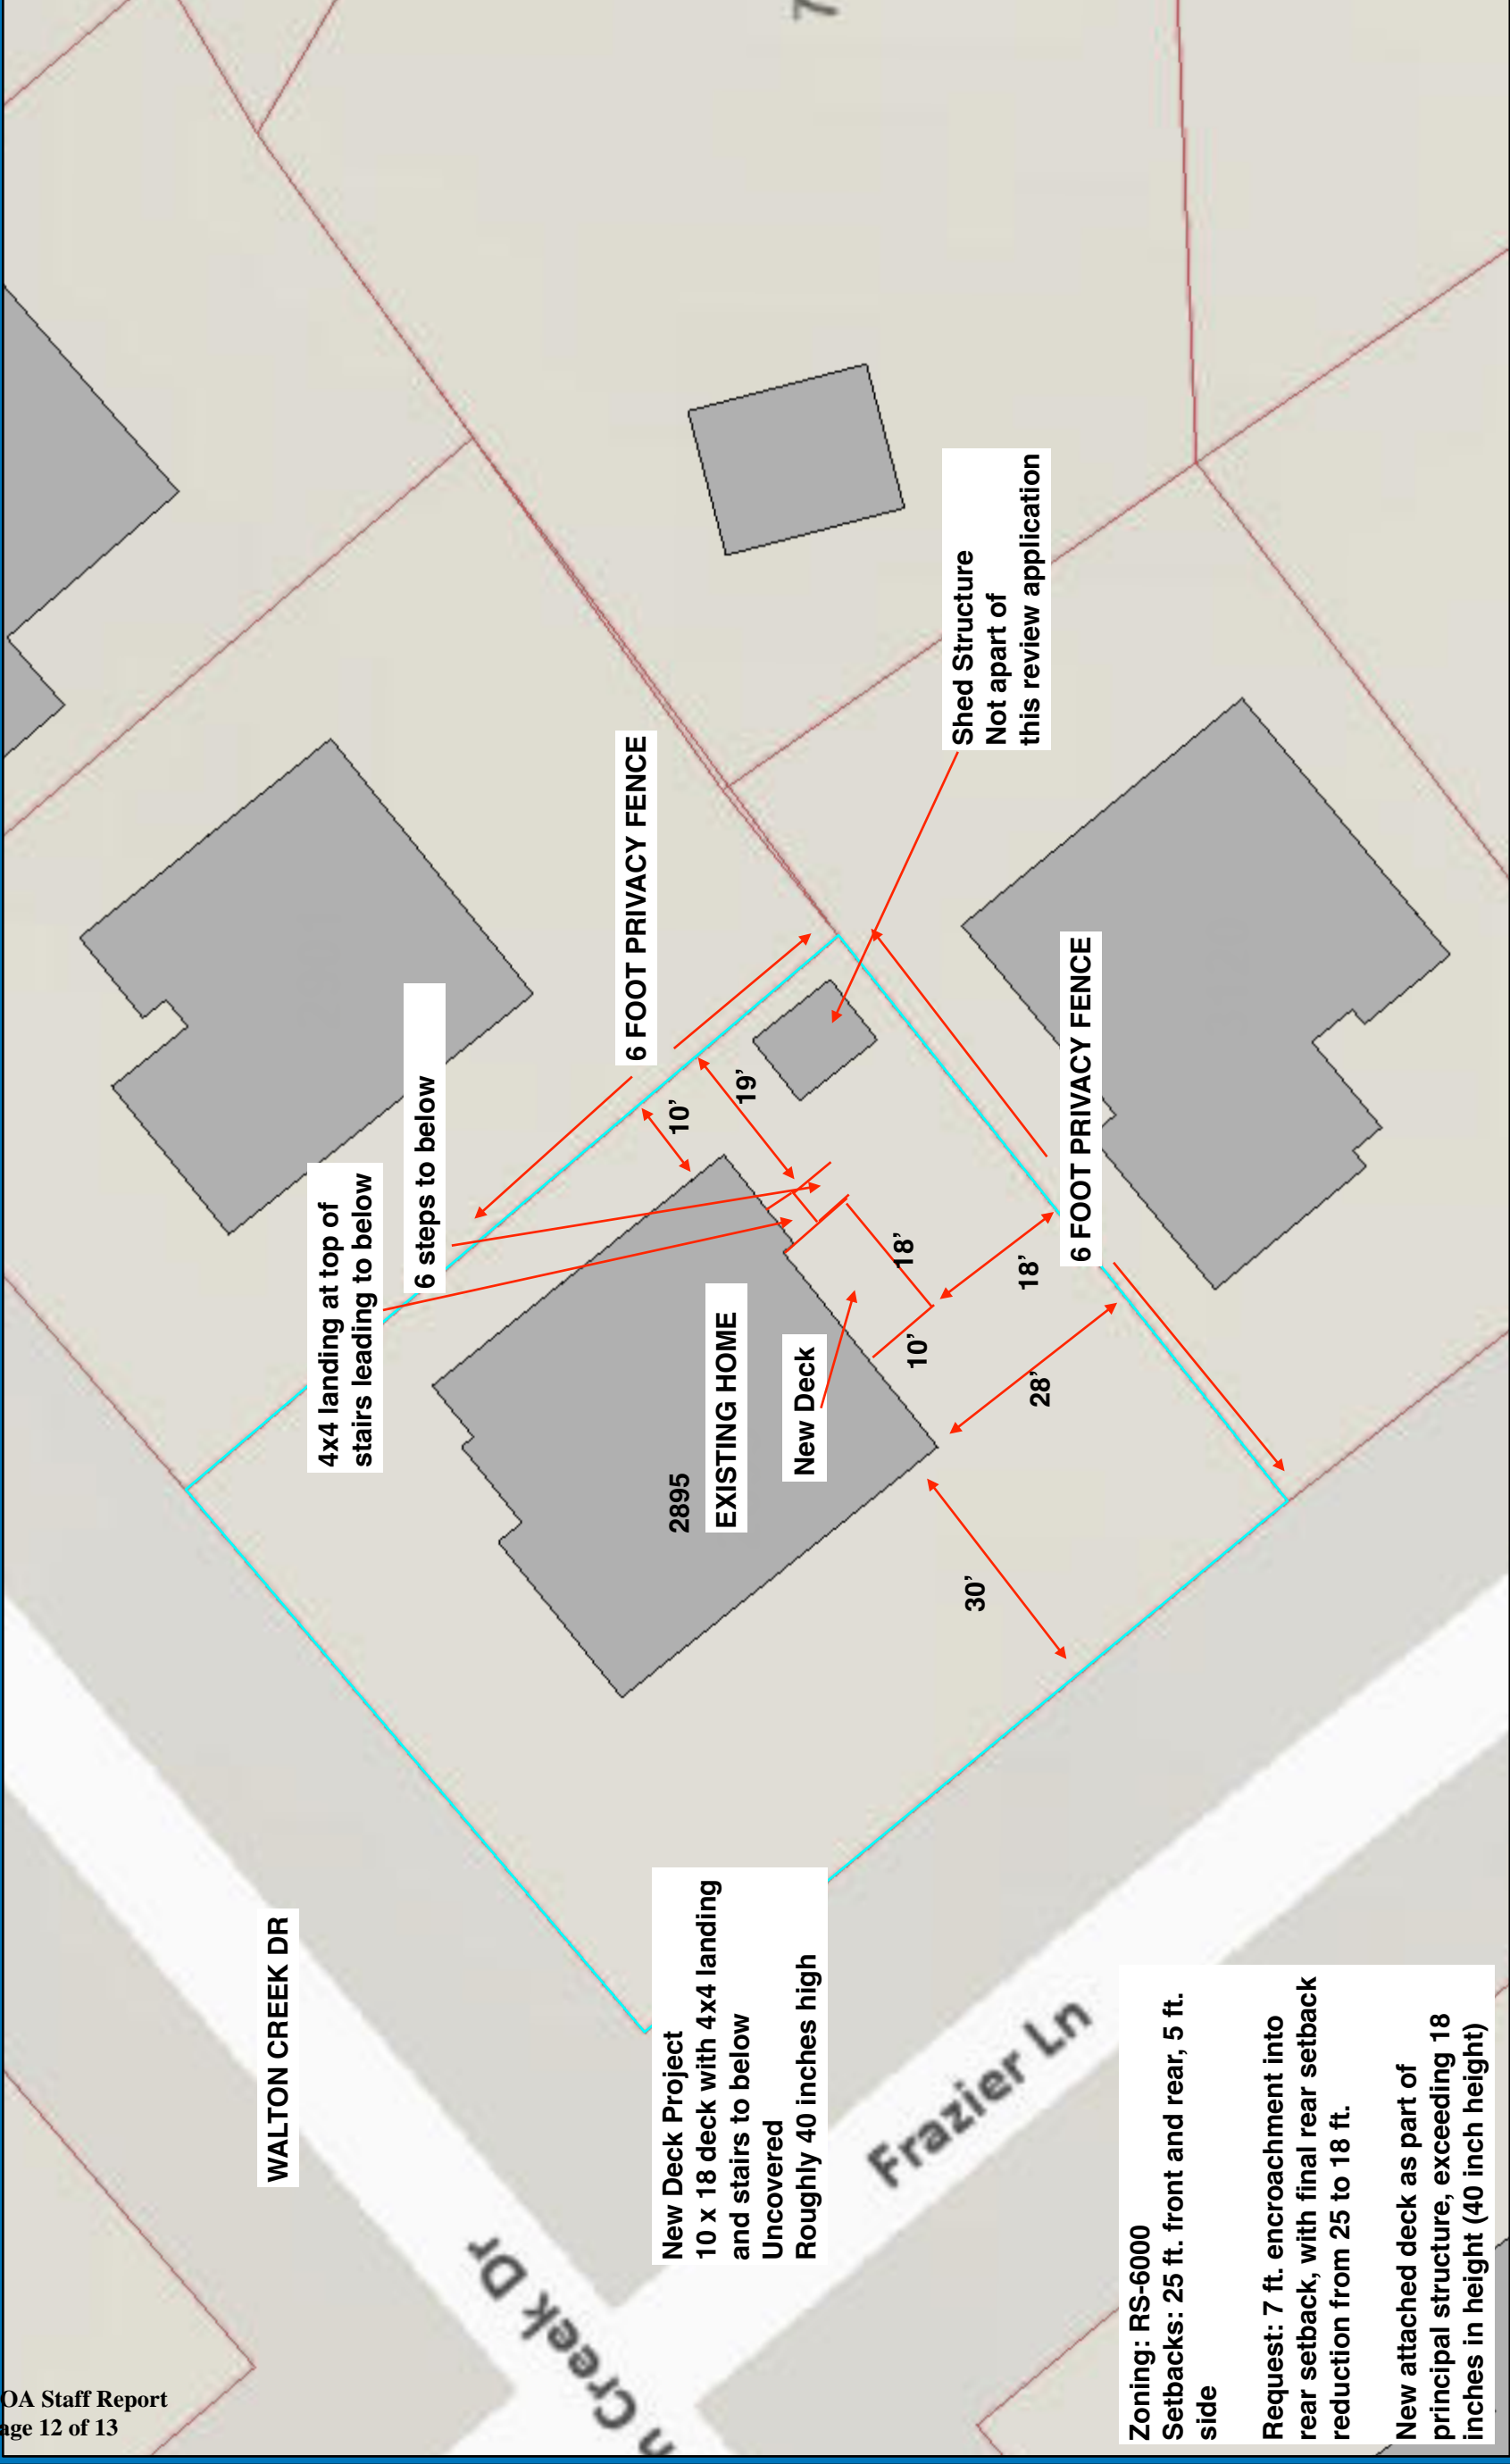 OA Staff Report
age 12 of 13
WALTON CREEK DR
n Creek Dr
Frazier Ln
7
4x4 landing at top of
stairs leading to below
6 steps to below
6 FOOT PRIVACY FENCE
10’
19’
2895
EXISTING HOME
New Deck
18’
10’
18’
28’
30’
6 FOOT PRIVACY FENCE
Shed Structure
Not apart of
this review application
New Deck Project
10 x 18 deck with 4x4 landing
and stairs to below
Uncovered
Roughly 40 inches high
Zoning: RS-6000
Setbacks: 25 ft. front and rear, 5 ft.
side
Request: 7 ft. encroachment into
rear setback, with final rear setback
reduction from 25 to 18 ft.
New attached deck as part of
principal structure, exceeding 18
inches in height (40 inch height)